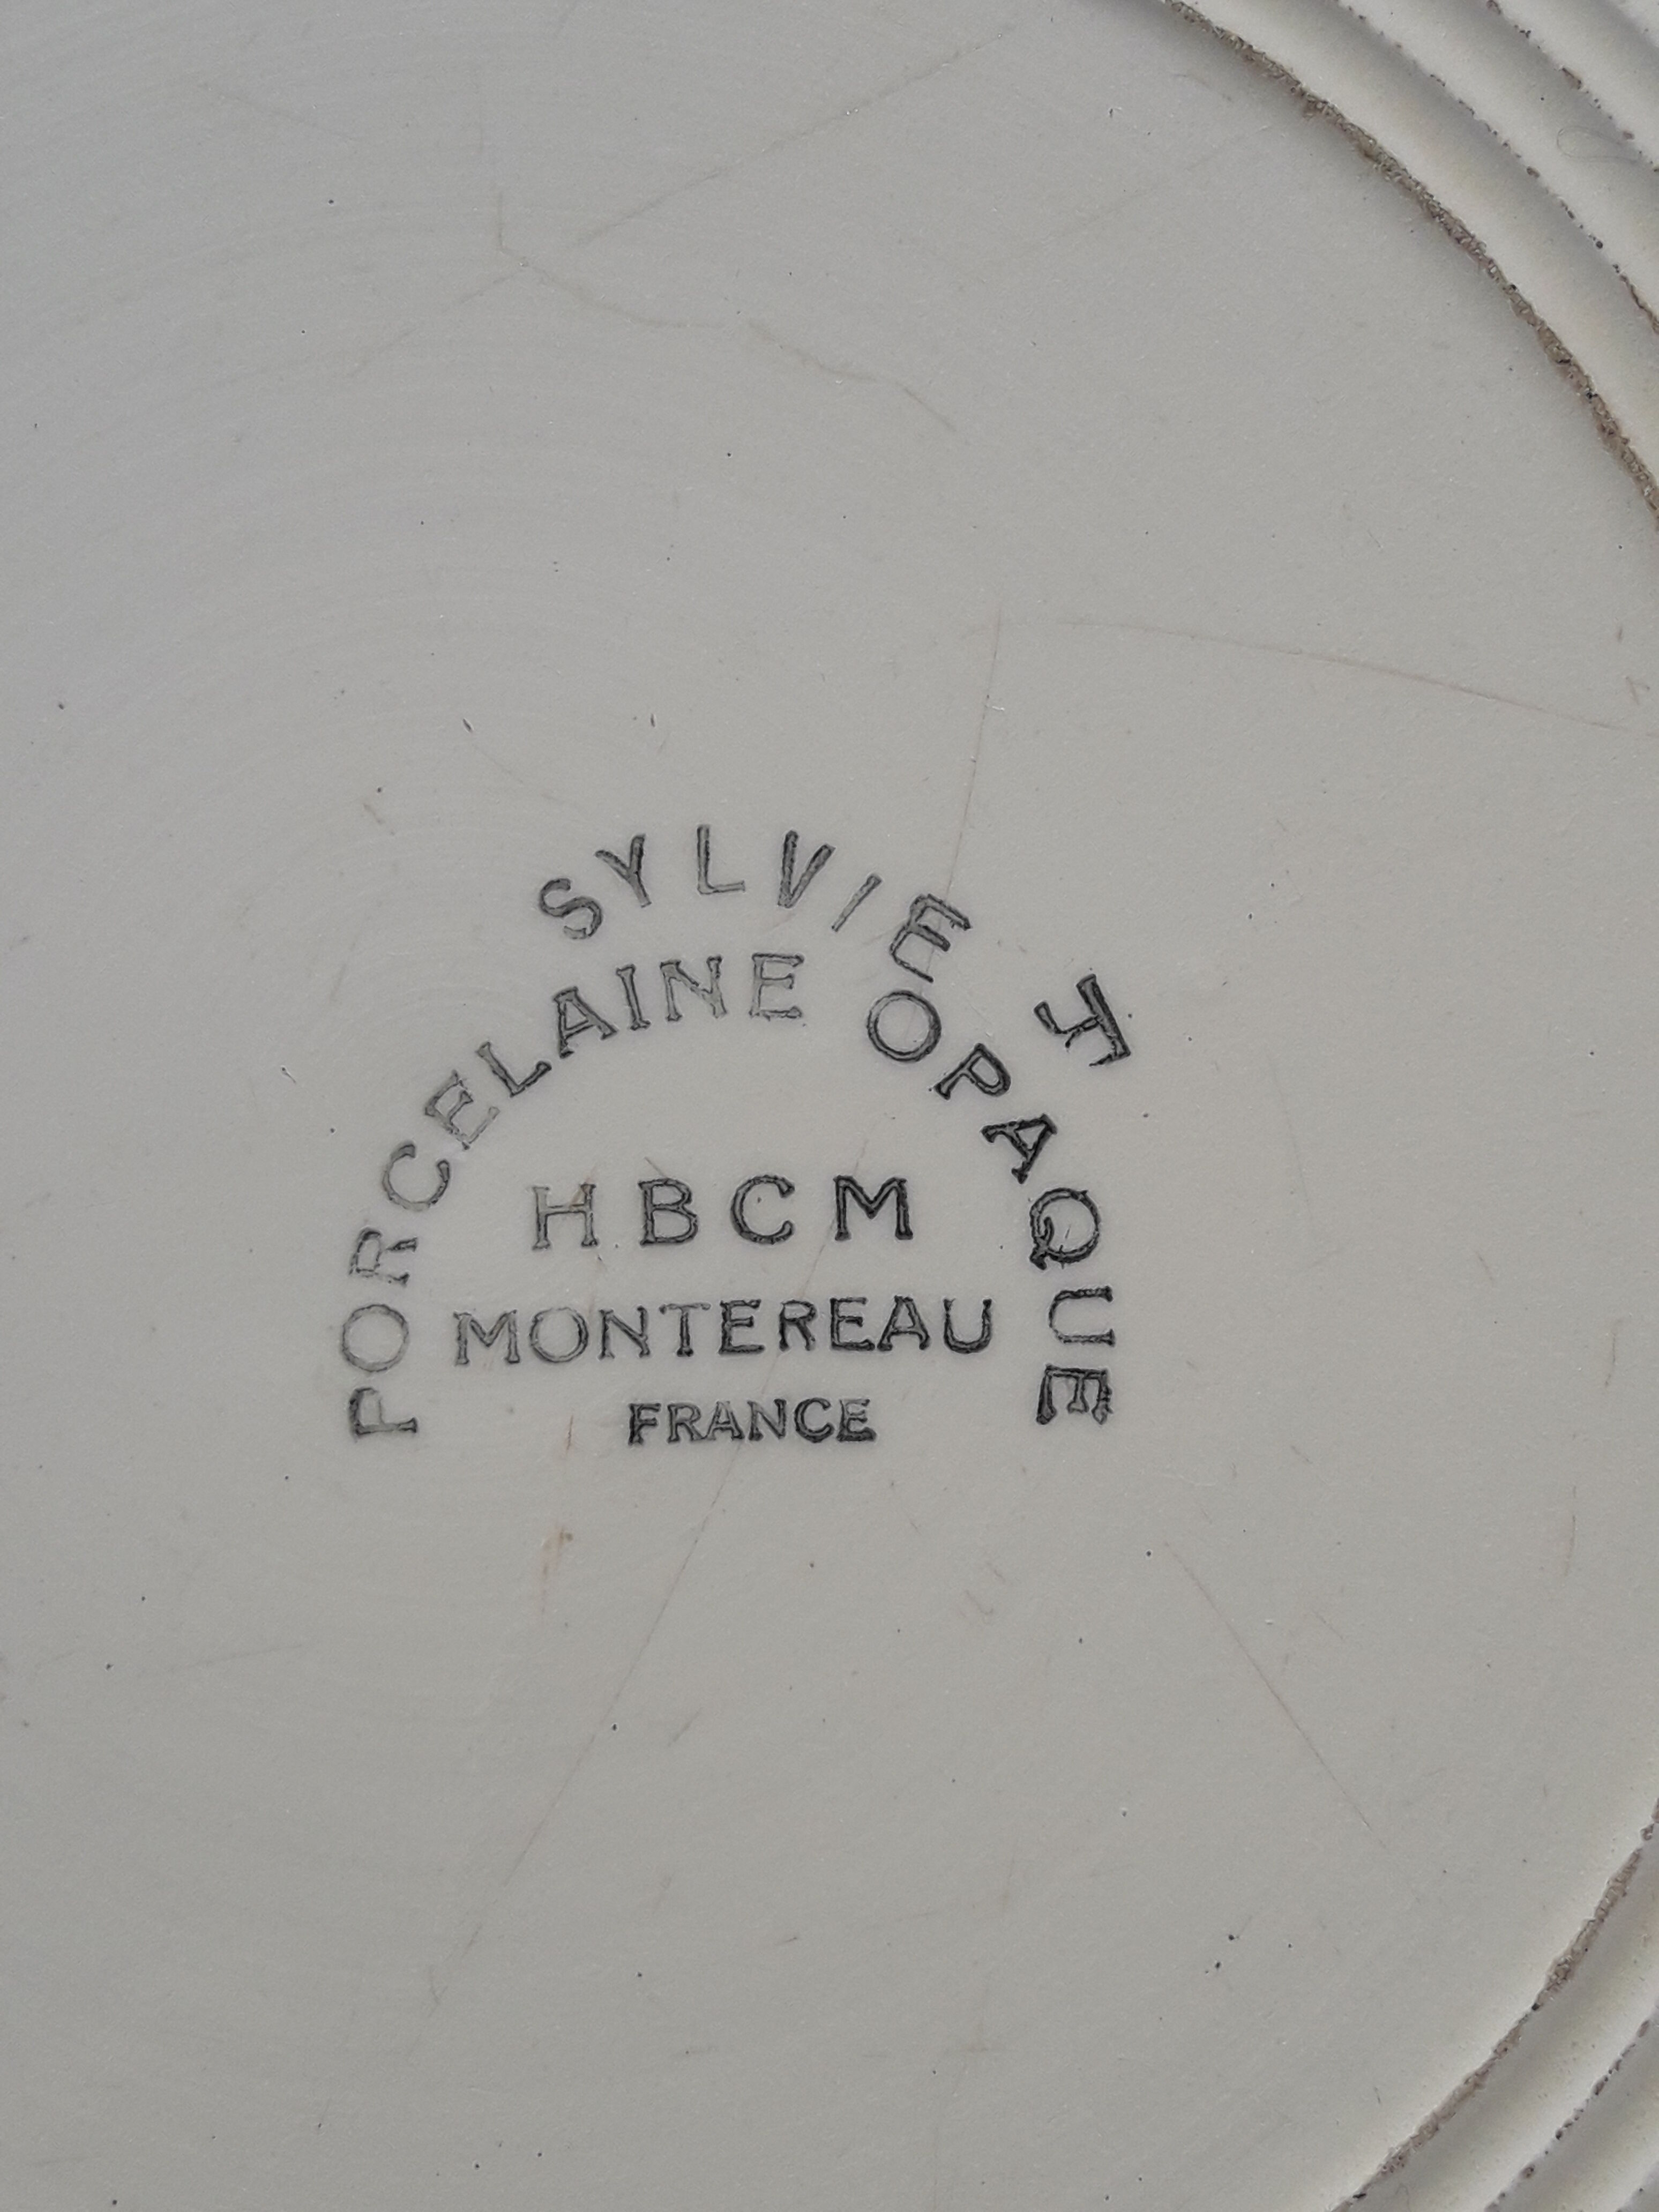 SYLVIE
H
PORCELAINE OPAQUE
HBCM
MONTEREAU
FRANCE